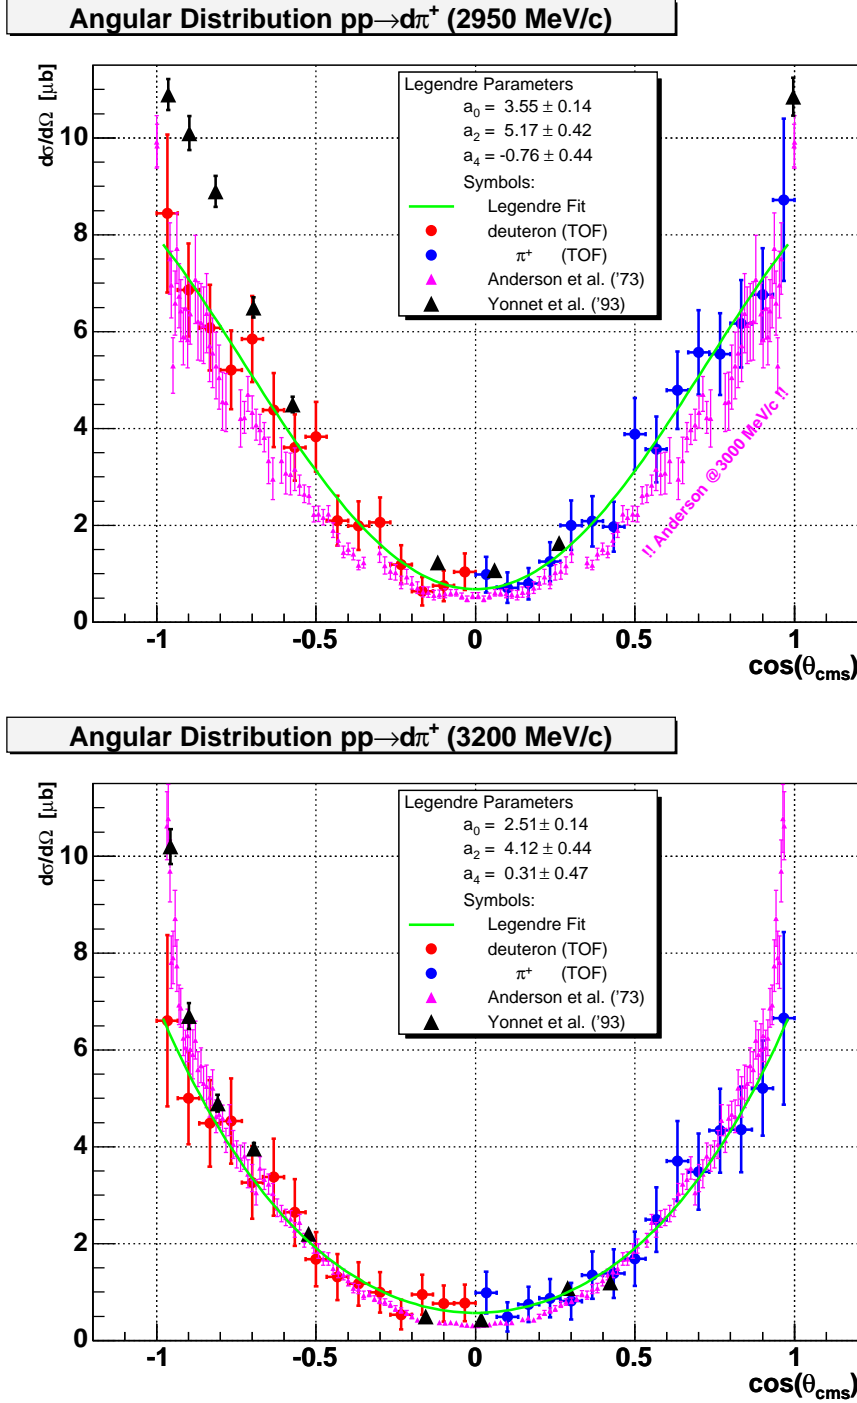 Angular Distribution pp→dπ⁺ (2950 MeV/c)
dσ/dΩ [μb]
Legendre Parameters
a₀ = 3.55 ± 0.14
a₂ = 5.17 ± 0.42
a₄ = -0.76 ± 0.44
Symbols:
Legendre Fit
deuteron (TOF)
π⁺ (TOF)
Anderson et al. ('73)
Yonnet et al. ('93)
10
8
6
4
2
0
!! Anderson @3000 MeV/c !!
-1 -0.5 0 0.5 1
cos(θcms)
Angular Distribution pp→dπ⁺ (3200 MeV/c)
dσ/dΩ [μb]
Legendre Parameters
a₀ = 2.51 ± 0.14
a₂ = 4.12 ± 0.44
a₄ = 0.31 ± 0.47
Symbols:
Legendre Fit
deuteron (TOF)
π⁺ (TOF)
Anderson et al. ('73)
Yonnet et al. ('93)
10
8
6
4
2
0
-1 -0.5 0 0.5 1
cos(θcms)